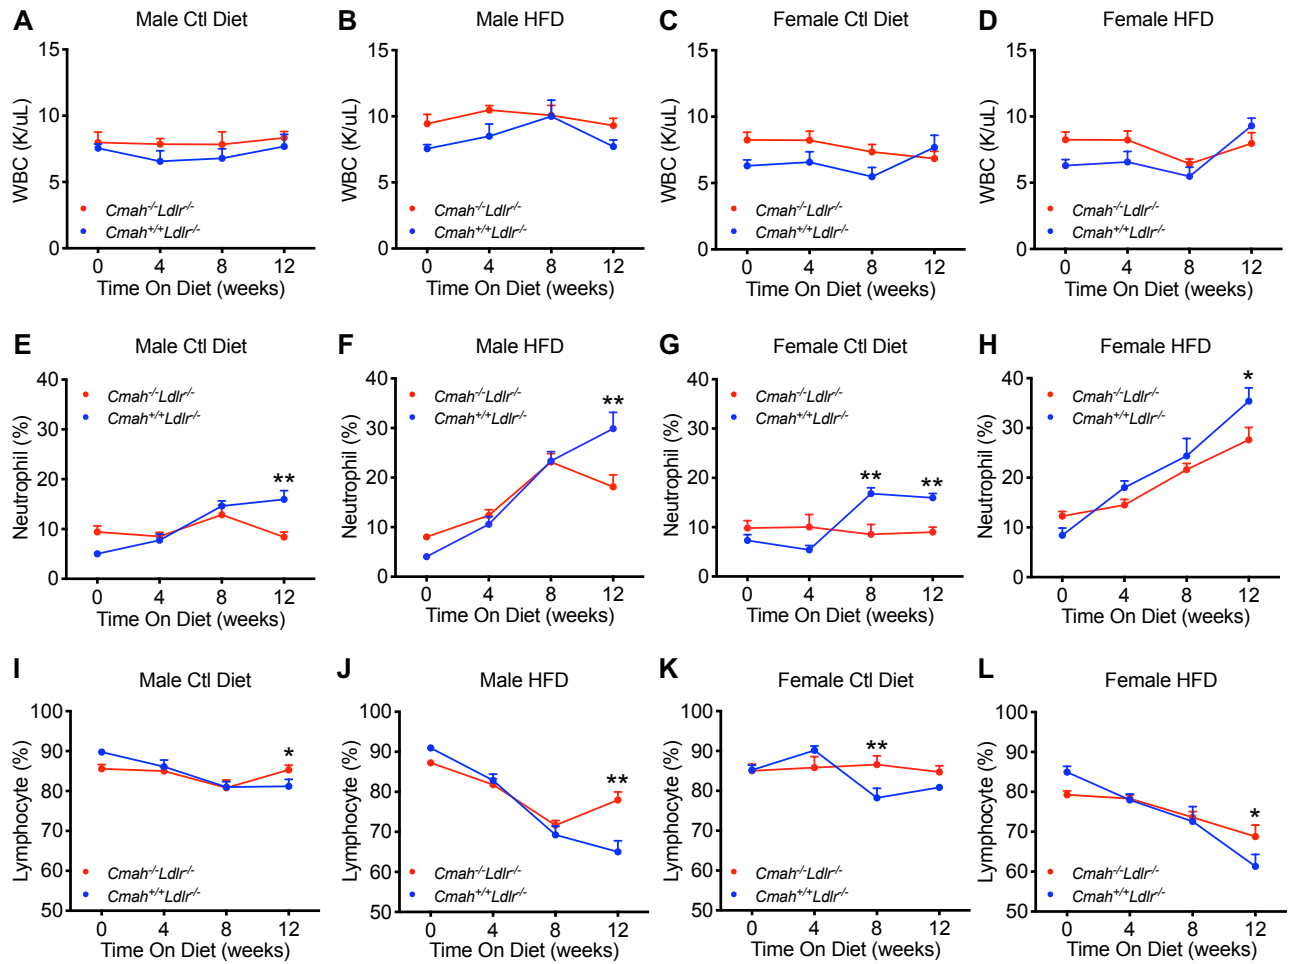 A Male Ctl Diet
B Male HFD
C Female Ctl Diet
D Female HFD
WBC (K/uL)
15
10
5
0
Cmah-/-Ldlr-/-
Cmah+/+Ldlr-/-
0 4 8 12
Time On Diet (weeks)
WBC (K/uL)
15
10
5
0
Cmah-/-Ldlr-/-
Cmah+/+Ldlr-/-
0 4 8 12
Time On Diet (weeks)
WBC (K/uL)
15
10
5
0
Cmah-/-Ldlr-/-
Cmah+/+Ldlr-/-
0 4 8 12
Time On Diet (weeks)
WBC (K/uL)
15
10
5
0
Cmah-/-Ldlr-/-
Cmah+/+Ldlr-/-
0 4 8 12
Time On Diet (weeks)
E Male Ctl Diet
F Male HFD
G Female Ctl Diet
H Female HFD
Neutrophil (%)
40
30
20
10
0
Cmah-/-Ldlr-/-
Cmah+/+Ldlr-/-
**
0 4 8 12
Time On Diet (weeks)
Neutrophil (%)
40
30
20
10
0
Cmah-/-Ldlr-/-
Cmah+/+Ldlr-/-
**
0 4 8 12
Time On Diet (weeks)
Neutrophil (%)
40
30
20
10
0
Cmah-/-Ldlr-/-
Cmah+/+Ldlr-/-
** **
0 4 8 12
Time On Diet (weeks)
Neutrophil (%)
40
30
20
10
0
Cmah-/-Ldlr-/-
Cmah+/+Ldlr-/-
*
0 4 8 12
Time On Diet (weeks)
I Male Ctl Diet
J Male HFD
K Female Ctl Diet
L Female HFD
Lymphocyte (%)
100
90
80
70
60
50
*
Cmah-/-Ldlr-/-
Cmah+/+Ldlr-/-
0 4 8 12
Time On Diet (weeks)
Lymphocyte (%)
100
90
80
70
60
50
**
Cmah-/-Ldlr-/-
Cmah+/+Ldlr-/-
0 4 8 12
Time On Diet (weeks)
Lymphocyte (%)
100
90
80
70
60
50
**
Cmah-/-Ldlr-/-
Cmah+/+Ldlr-/-
0 4 8 12
Time On Diet (weeks)
Lymphocyte (%)
100
90
80
70
60
50
*
Cmah-/-Ldlr-/-
Cmah+/+Ldlr-/-
0 4 8 12
Time On Diet (weeks)